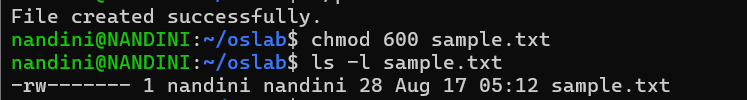 File created successfully.
nandini@NANDINI:~/oslab$ chmod 600 sample.txt
nandini@NANDINI:~/oslab$ ls -l sample.txt
-rw------- 1 nandini nandini 28 Aug 17 05:12 sample.txt